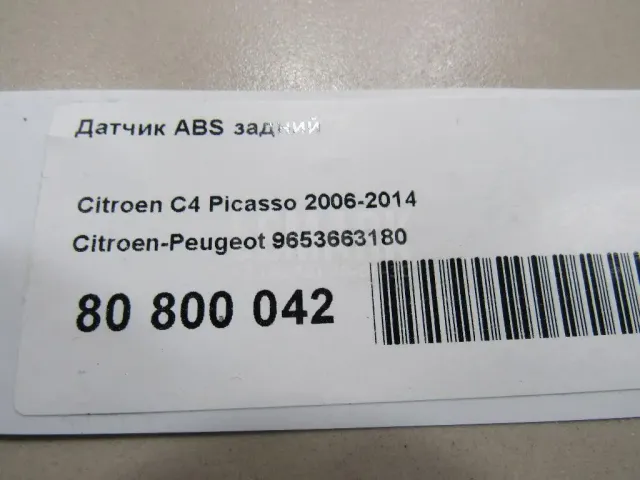 Датчик ABS задний
Citroen C4 Picasso 2006-2014
Citroen-Peugeot 9653663180
80 800 042